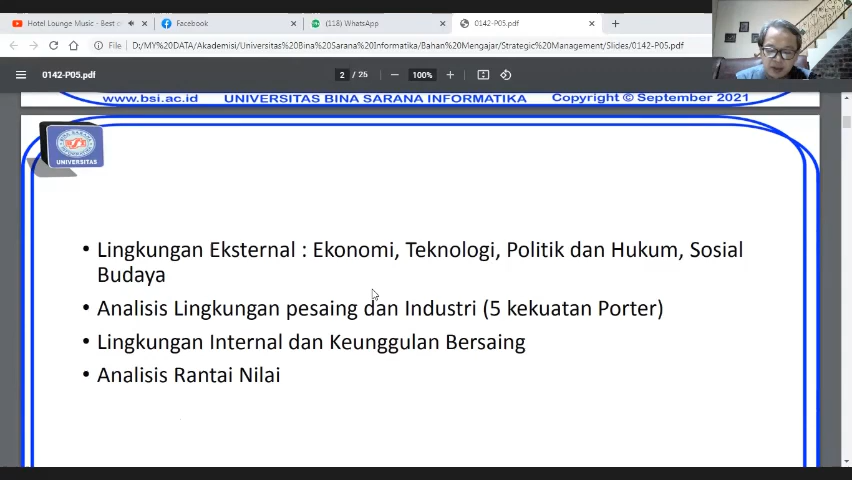 Hotel Lounge Music - Best o
Facebook
(118) WhatsApp
0142-P05.pdf
File
D:/MY%20DATA/Akademisi/Universitas%20Bina%20Sarana%20Informatika/Bahan%20Mengajar/Strategic%20Management/Slides/0142-P05.pdf
0142-P05.pdf
2 / 25
100%
www.bsi.ac.id UNIVERSITAS BINA SARANA INFORMATIKA Copyright © September 2021
UNIVERSITAS
• Lingkungan Eksternal : Ekonomi, Teknologi, Politik dan Hukum, Sosial
Budaya
• Analisis Lingkungan pesaing dan Industri (5 kekuatan Porter)
• Lingkungan Internal dan Keunggulan Bersaing
• Analisis Rantai Nilai